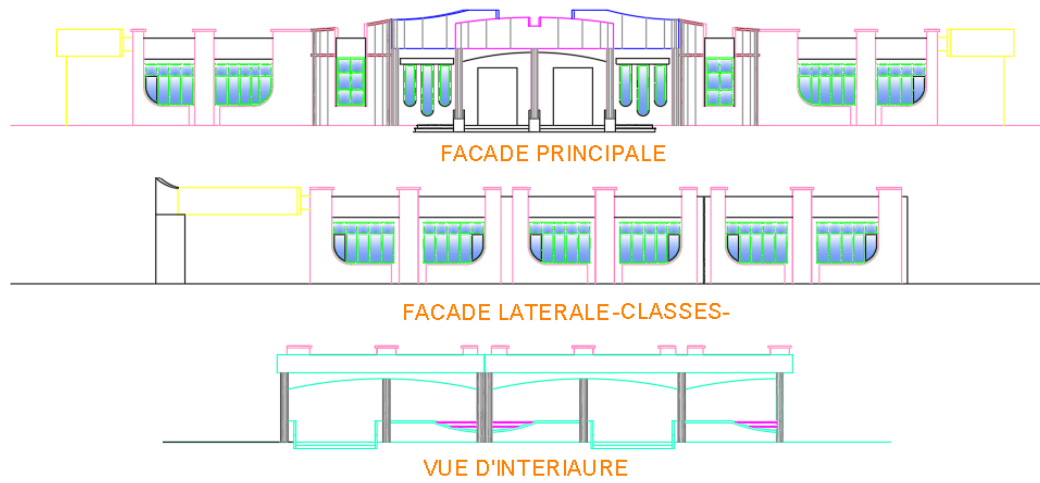 FACADE PRINCIPALE
FACADE LATERALE-CLASSES-
VUE D'INTERIAURE